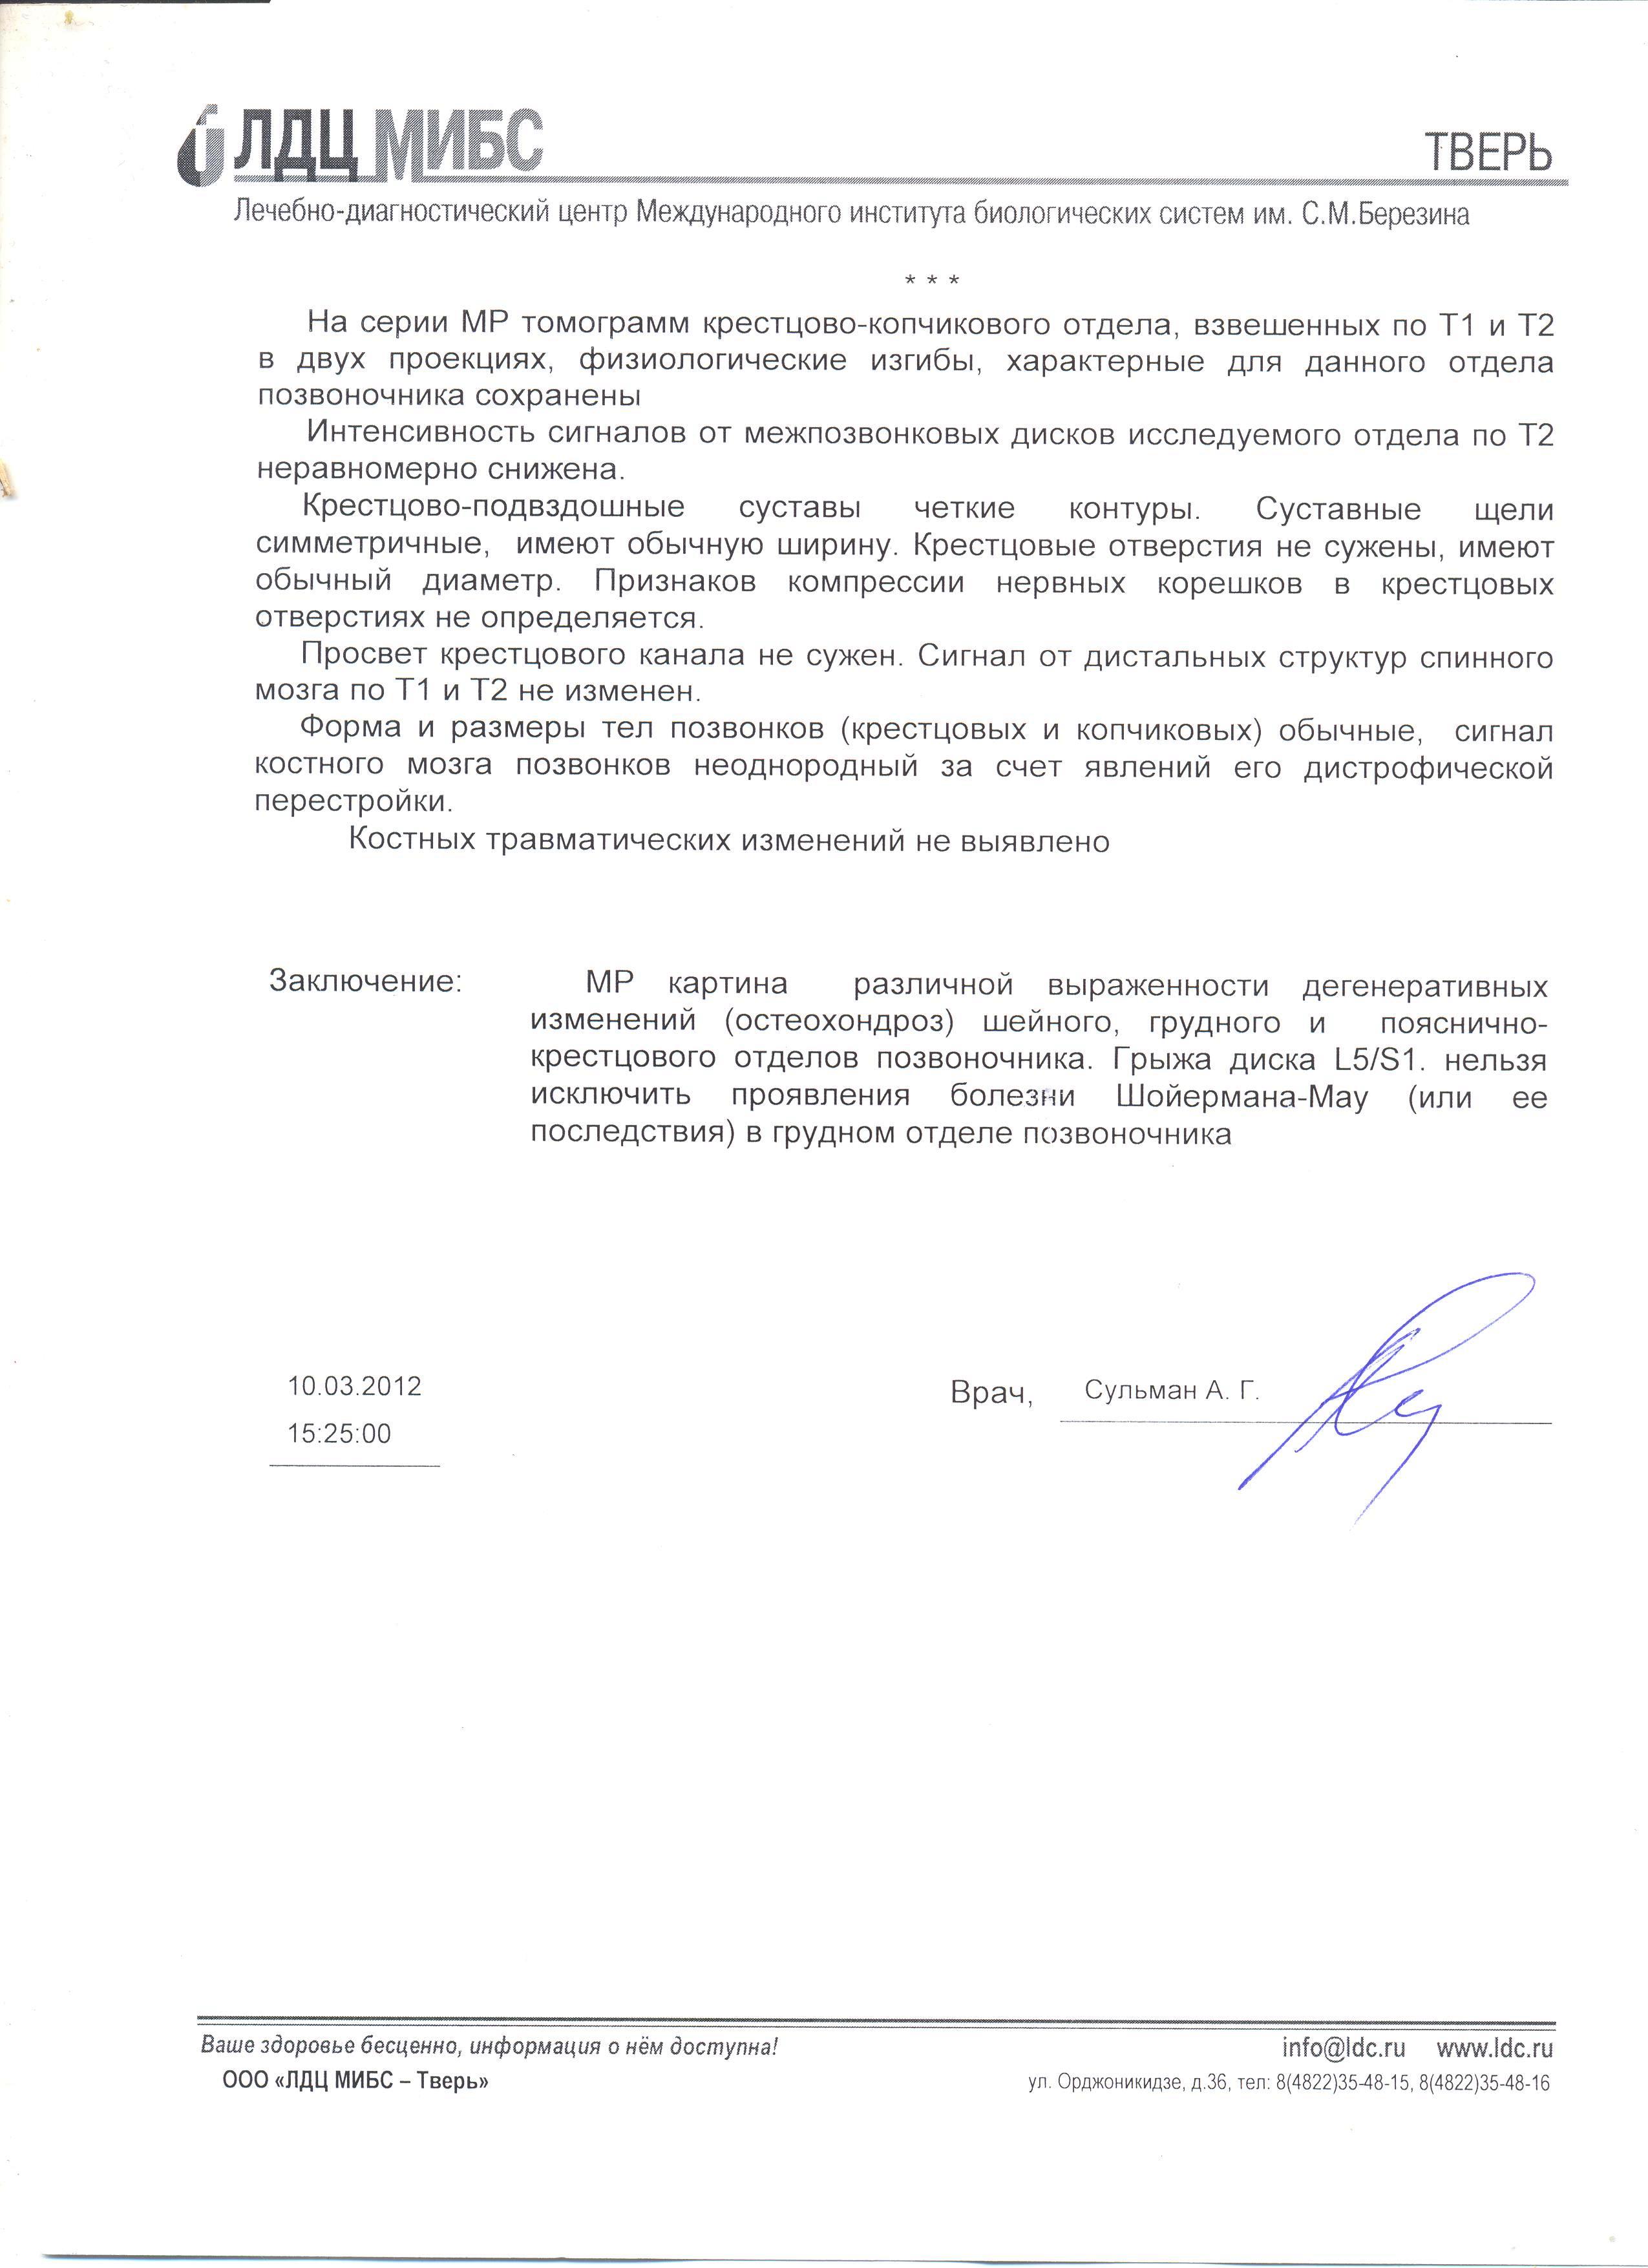 ЛДЦ МИБС
ТВЕРЬ
Лечебно-диагностический центр Международного института биологических систем им. С.М.Березина
* * *
На серии МР томограмм крестцово-копчикового отдела, взвешенных по Т1 и Т2
в двух проекциях, физиологические изгибы, характерные для данного отдела
позвоночника сохранены
Интенсивность сигналов от межпозвонковых дисков исследуемого отдела по Т2
неравномерно снижена.
Крестцово-подвздошные суставы четкие контуры. Суставные щели
симметричные, имеют обычную ширину. Крестцовые отверстия не сужены, имеют
обычный диаметр. Признаков компрессии нервных корешков в крестцовых
отверстиях не определяется.
Просвет крестцового канала не сужен. Сигнал от дистальных структур спинного
мозга по Т1 и Т2 не изменен.
Форма и размеры тел позвонков (крестцовых и копчиковых) обычные, сигнал
костного мозга позвонков неоднородный за счет явлений его дистрофической
перестройки.
Костных травматических изменений не выявлено
Заключение: МР картина различной выраженности дегенеративных
изменений (остеохондроз) шейного, грудного и пояснично-
крестцового отделов позвоночника. Грыжа диска L5/S1. нельзя
исключить проявления болезни Шойермана-Мау (или ее
последствия) в грудном отделе позвоночника
10.03.2012
15:25:00
Врач, Сульман А. Г.
Ваше здоровье бесценно, информация о нём доступна!
info@ldc.ru www.ldc.ru
ООО «ЛДЦ МИБС – Тверь»
ул. Орджоникидзе, д.36, тел: 8(4822)35-48-15, 8(4822)35-48-16